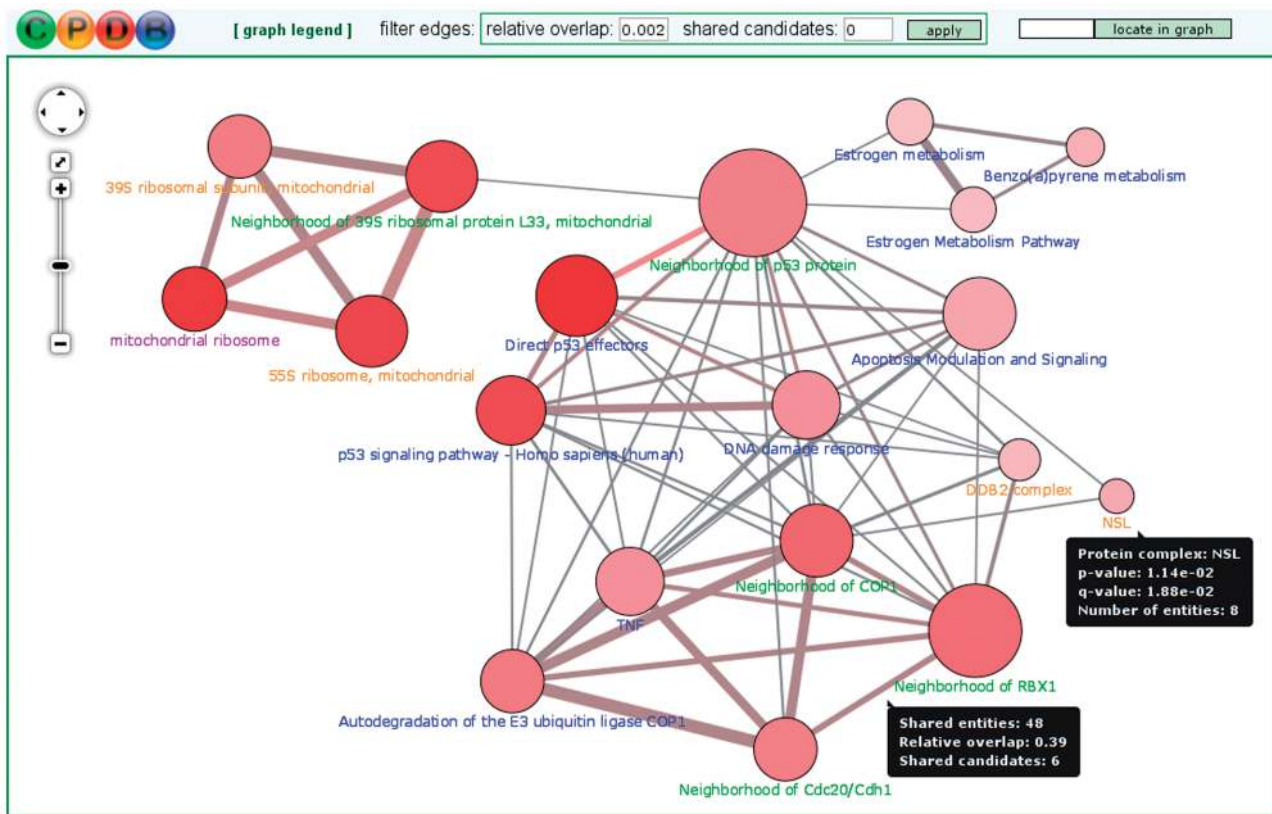 CPDB [ graph legend ] filter edges: relative overlap: 0.002 shared candidates: 0 apply locate in graph
Estrogen metabolism
Benzo(a)pyrene metabolism
39S ribosomal subunit, mitochondrial
Neighborhood of 39S ribosomal protein L33, mitochondrial
Estrogen Metabolism Pathway
Neighborhood of p53 protein
mitochondrial ribosome
Direct p53 effectors
Apoptosis Modulation and Signaling
55S ribosome, mitochondrial
p53 signaling pathway - Homo sapiens (human)
DNA damage response
DDB2 complex
NSL
Protein complex: NSL
p-value: 1.14e-02
q-value: 1.88e-02
Number of entities: 8
Neighborhood of COP1
TNF
Neighborhood of RBX1
Autodegradation of the E3 ubiquitin ligase COP1
Shared entities: 48
Relative overlap: 0.39
Shared candidates: 6
Neighborhood of Cdc20/Cdh1